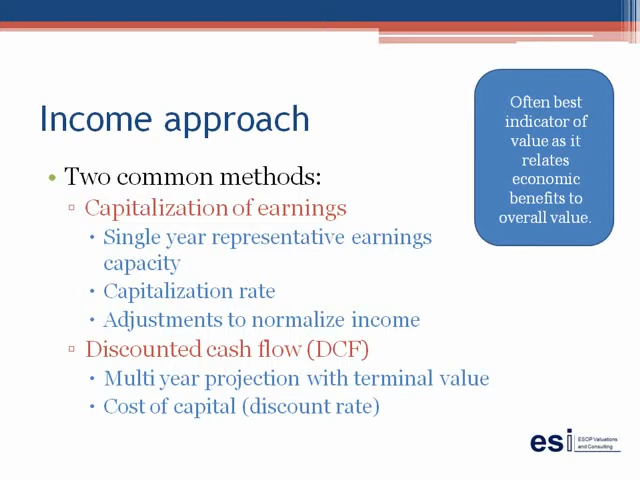 Income approach
Often best
indicator of
value as it
relates
economic
benefits to
overall value.
• Two common methods:
▫ Capitalization of earnings
• Single year representative earnings
capacity
• Capitalization rate
• Adjustments to normalize income
▫ Discounted cash flow (DCF)
• Multi year projection with terminal value
• Cost of capital (discount rate)
esi ESOP Valuations
and Consulting